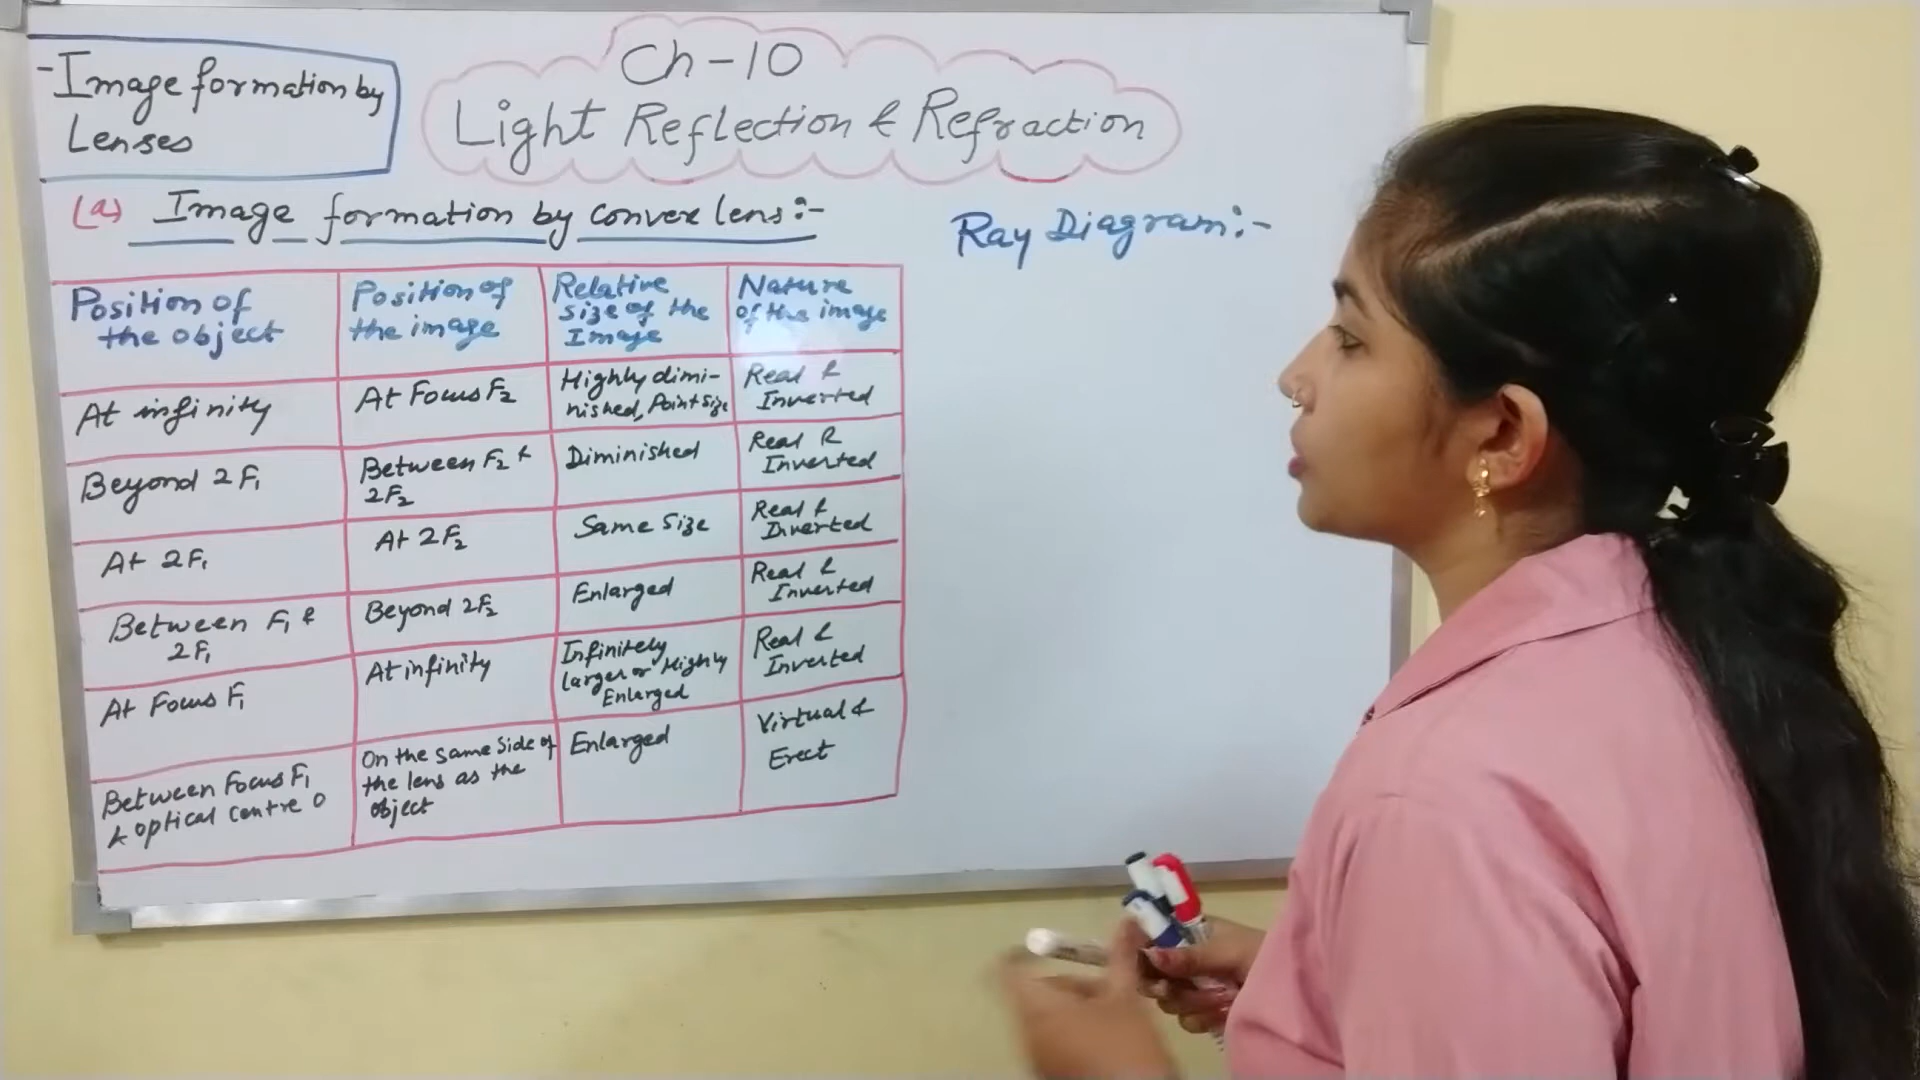 - Image formation by
Lenses
Ch-10
Light Reflection & Refraction
(a) Image formation by convex lens:-
Ray Diagram:-
Position of
the object
Position of
the image
Relative
size of the
Image
Nature
of the image
At infinity
At Focus F₂
Highly dimi-
nished, Point size
Real &
Inverted
Beyond 2F₁
Between F₂ &
2F₂
Diminished
Real &
Inverted
At 2F₁
At 2F₂
Same size
Real &
Inverted
Between F₁ &
2F₁
Beyond 2F₂
Enlarged
Real &
Inverted
At Focus F₁
At infinity
Infinitely
larger or Highly
Enlarged
Real &
Inverted
Between Focus F₁
& optical centre O
On the same side of
the lens as the
object
Enlarged
Virtual &
Erect